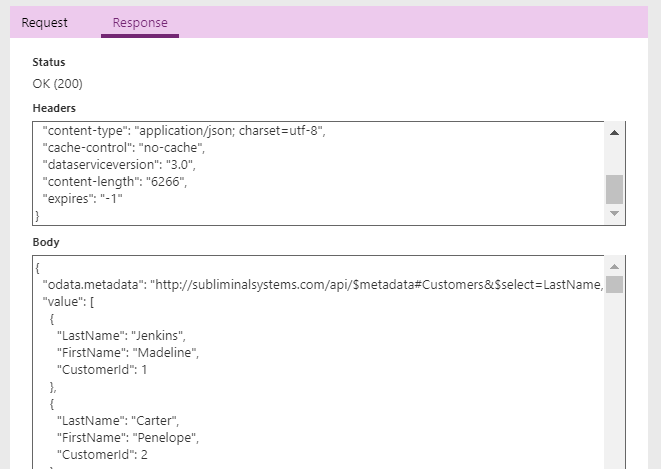 Request Response
Status
OK (200)
Headers
"content-type": "application/json; charset=utf-8",
"cache-control": "no-cache",
"dataserviceversion": "3.0",
"content-length": "6266",
"expires": "-1"
}
Body
{
"odata.metadata": "http://subliminalsystems.com/api/$metadata#Customers&$select=LastName,
"value": [
{
"LastName": "Jenkins",
"FirstName": "Madeline",
"CustomerId": 1
},
{
"LastName": "Carter",
"FirstName": "Penelope",
"CustomerId": 2